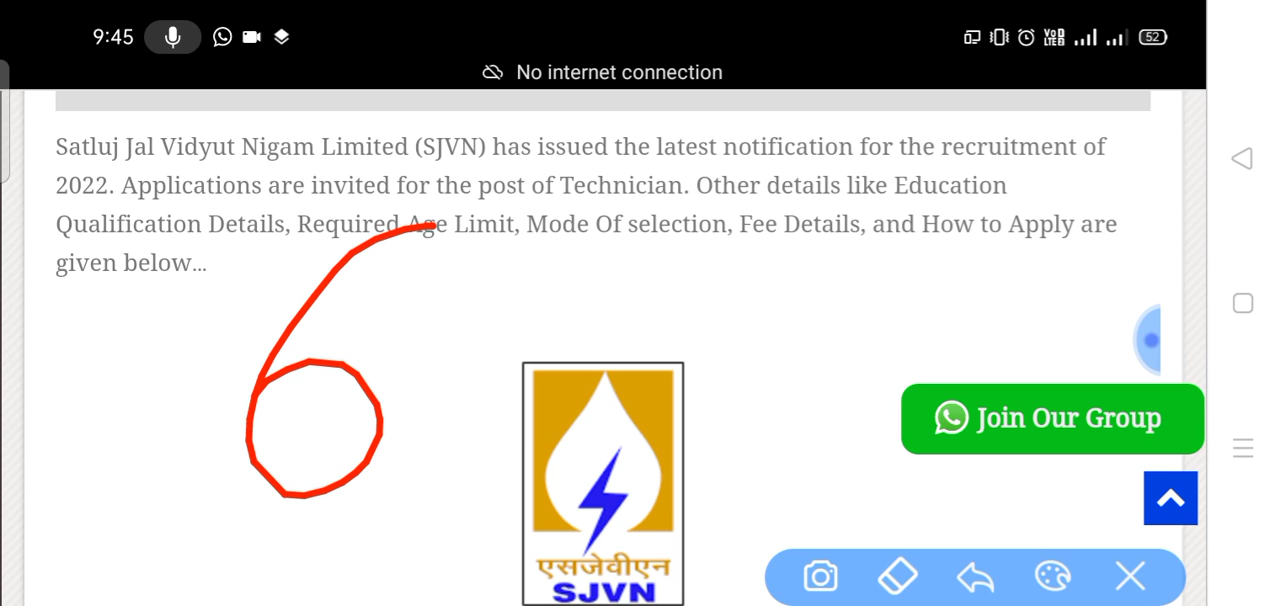 9:45
VoD LTED 52
No internet connection
Satluj Jal Vidyut Nigam Limited (SJVN) has issued the latest notification for the recruitment of
2022. Applications are invited for the post of Technician. Other details like Education
Qualification Details, Required Age Limit, Mode Of selection, Fee Details, and How to Apply are
given below...
6
Join Our Group
एसजेवीएन
SJVN